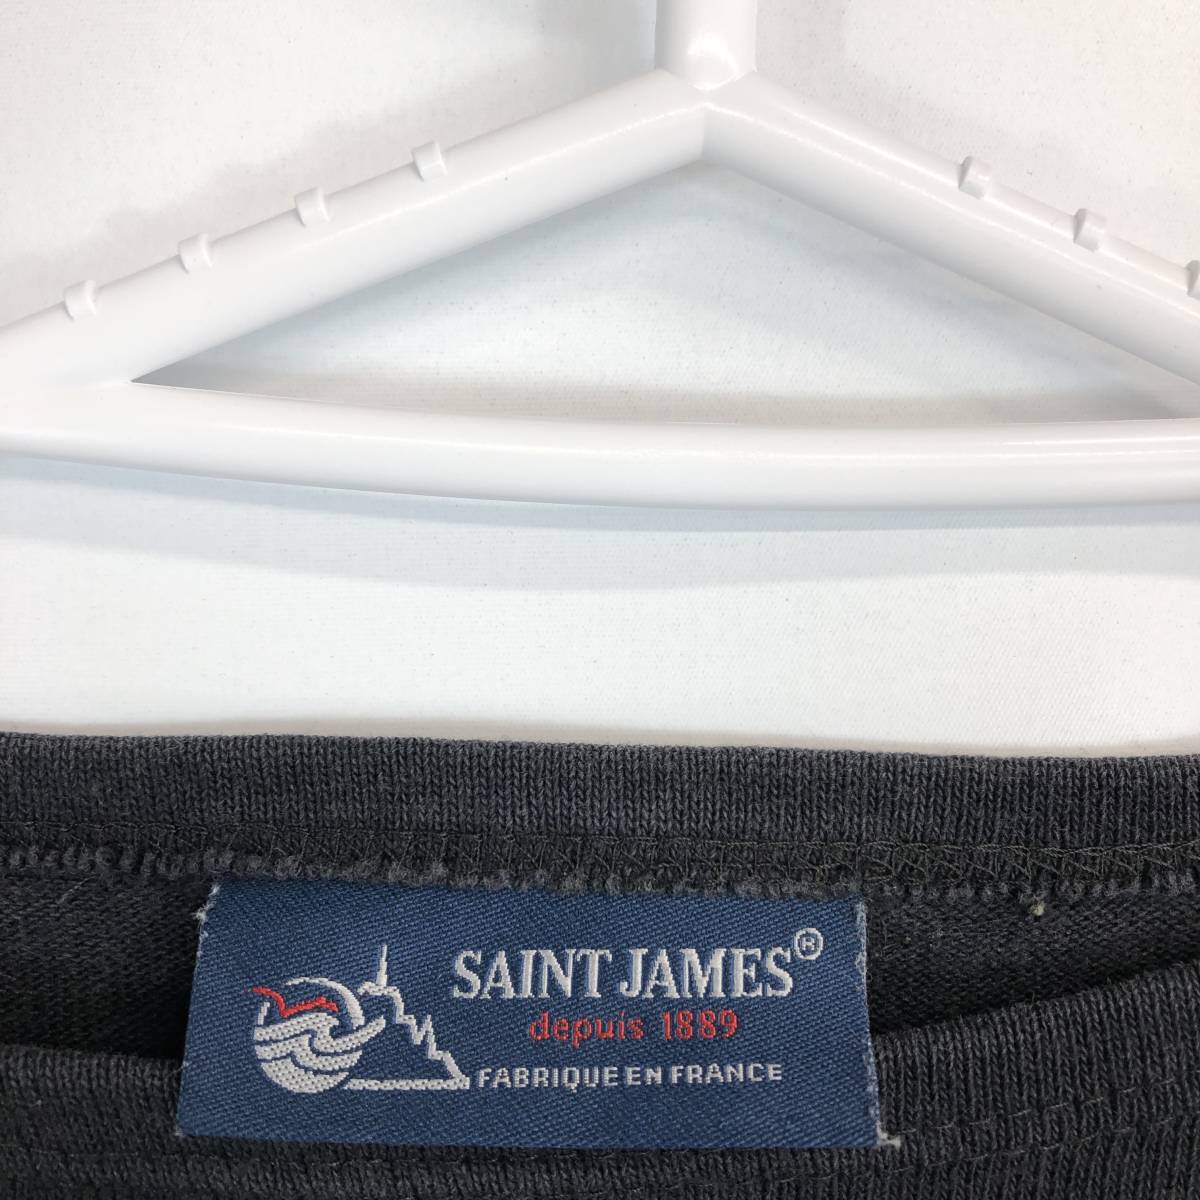 SAINT JAMES®
depuis 1889
FABRIQUE EN FRANCE